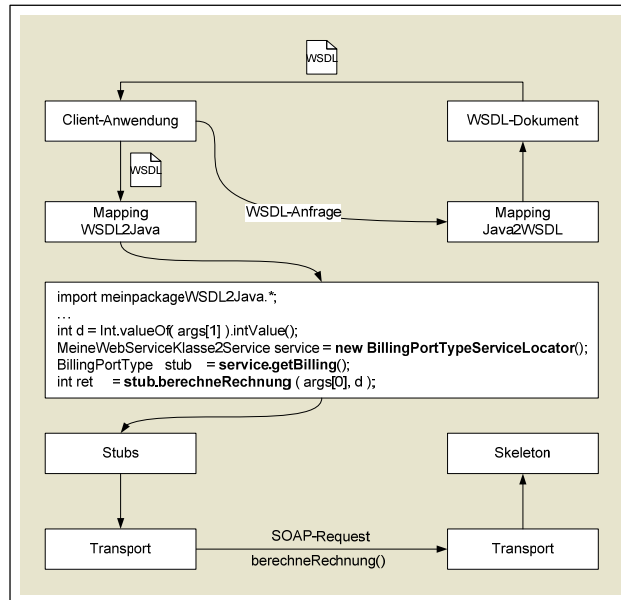 WSDL
Client-Anwendung
WSDL-Dokument
WSDL
WSDL-Anfrage
Mapping
WSDL2Java
Mapping
Java2WSDL
import meinpackageWSDL2Java.*;
...
int d = Int.valueOf( args[1] ).intValue();
MeineWebServiceKlasse2Service service = new BillingPortTypeServiceLocator();
BillingPortType stub = service.getBilling();
int ret = stub.berechneRechnung ( args[0], d );
Stubs
Skeleton
Transport
SOAP-Request
berechneRechnung()
Transport